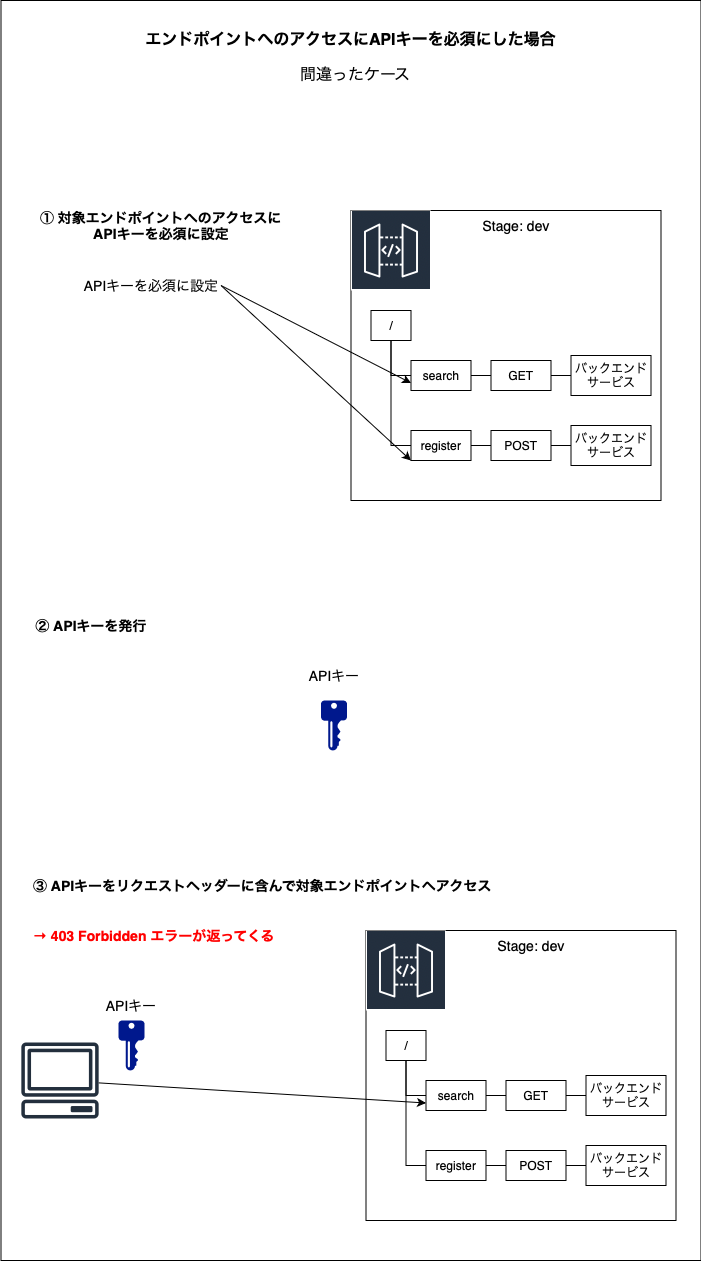 エンドポイントへのアクセスにAPIキーを必須にした場合
間違ったケース
① 対象エンドポイントへのアクセスに
APIキーを必須に設定
APIキーを必須に設定
Stage: dev
</>
/
search
GET
バックエンド
サービス
register
POST
バックエンド
サービス
② APIキーを発行
APIキー
③ APIキーをリクエストヘッダーに含んで対象エンドポイントへアクセス
→ 403 Forbidden エラーが返ってくる
APIキー
Stage: dev
</>
/
search
GET
バックエンド
サービス
register
POST
バックエンド
サービス